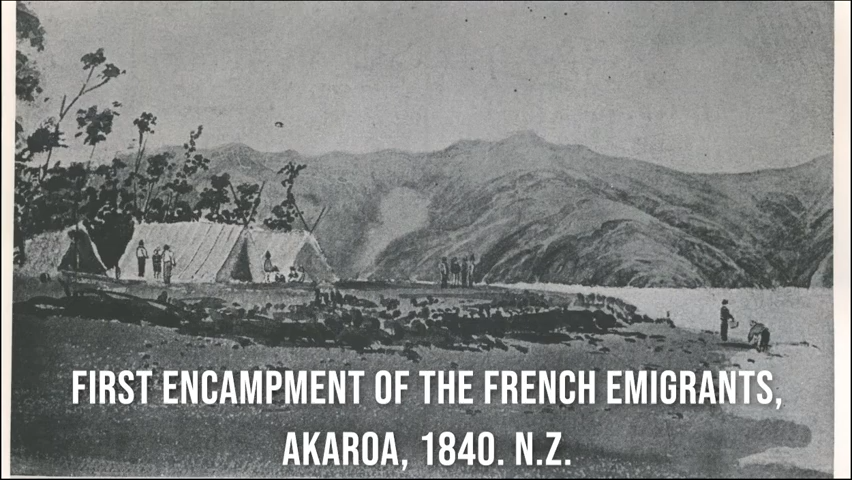 FIRST ENCAMPMENT OF THE FRENCH EMIGRANTS,
AKAROA, 1840. N.Z.